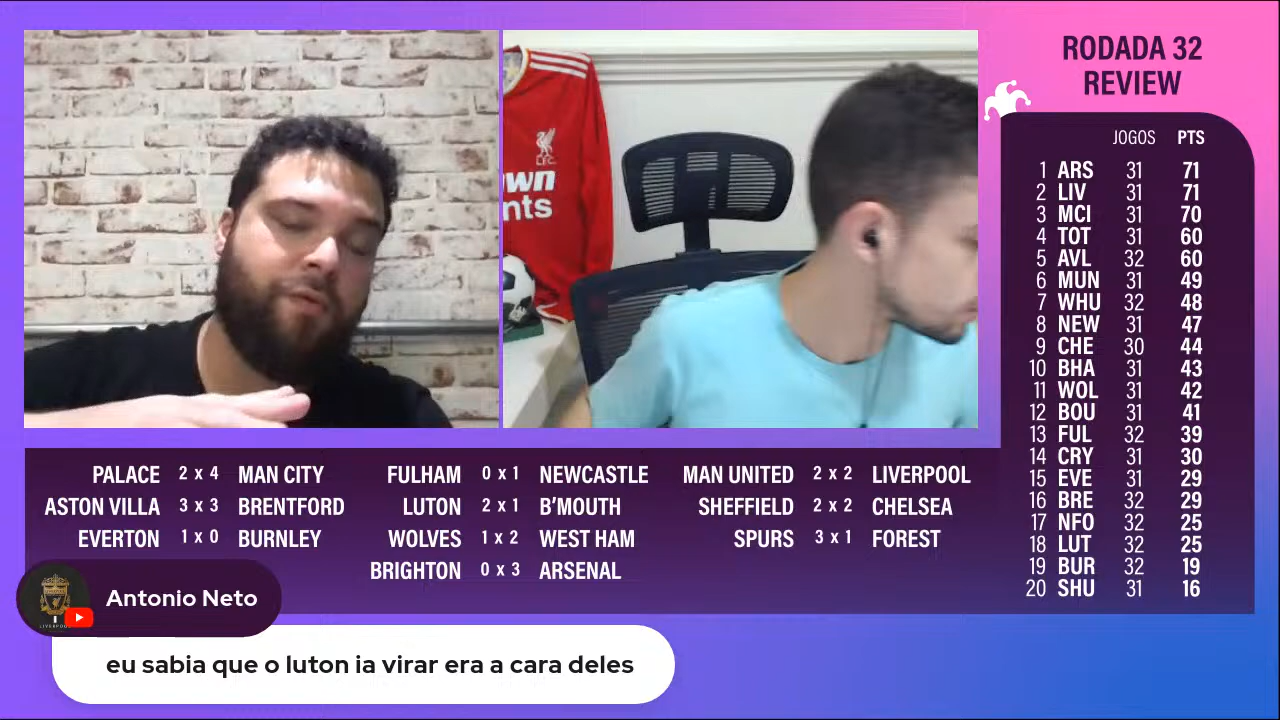 RODADA 32
REVIEW
JOGOS PTS
1 ARS 31 71
2 LIV 31 71
3 MCI 31 70
4 TOT 31 60
5 AVL 32 60
6 MUN 31 49
7 WHU 32 48
8 NEW 31 47
9 CHE 30 44
10 BHA 31 43
11 WOL 31 42
12 BOU 31 41
13 FUL 32 39
14 CRY 31 30
15 EVE 31 29
16 BRE 32 29
17 NFO 32 25
18 LUT 32 25
19 BUR 32 19
20 SHU 31 16
LFC
wn
nts
PALACE 2 x 4 MAN CITY
ASTON VILLA 3 x 3 BRENTFORD
EVERTON 1 x 0 BURNLEY
FULHAM 0 x 1 NEWCASTLE
LUTON 2 x 1 B'MOUTH
WOLVES 1 x 2 WEST HAM
BRIGHTON 0 x 3 ARSENAL
MAN UNITED 2 x 2 LIVERPOOL
SHEFFIELD 2 x 2 CHELSEA
SPURS 3 x 1 FOREST
Antonio Neto
eu sabia que o luton ia virar era a cara deles